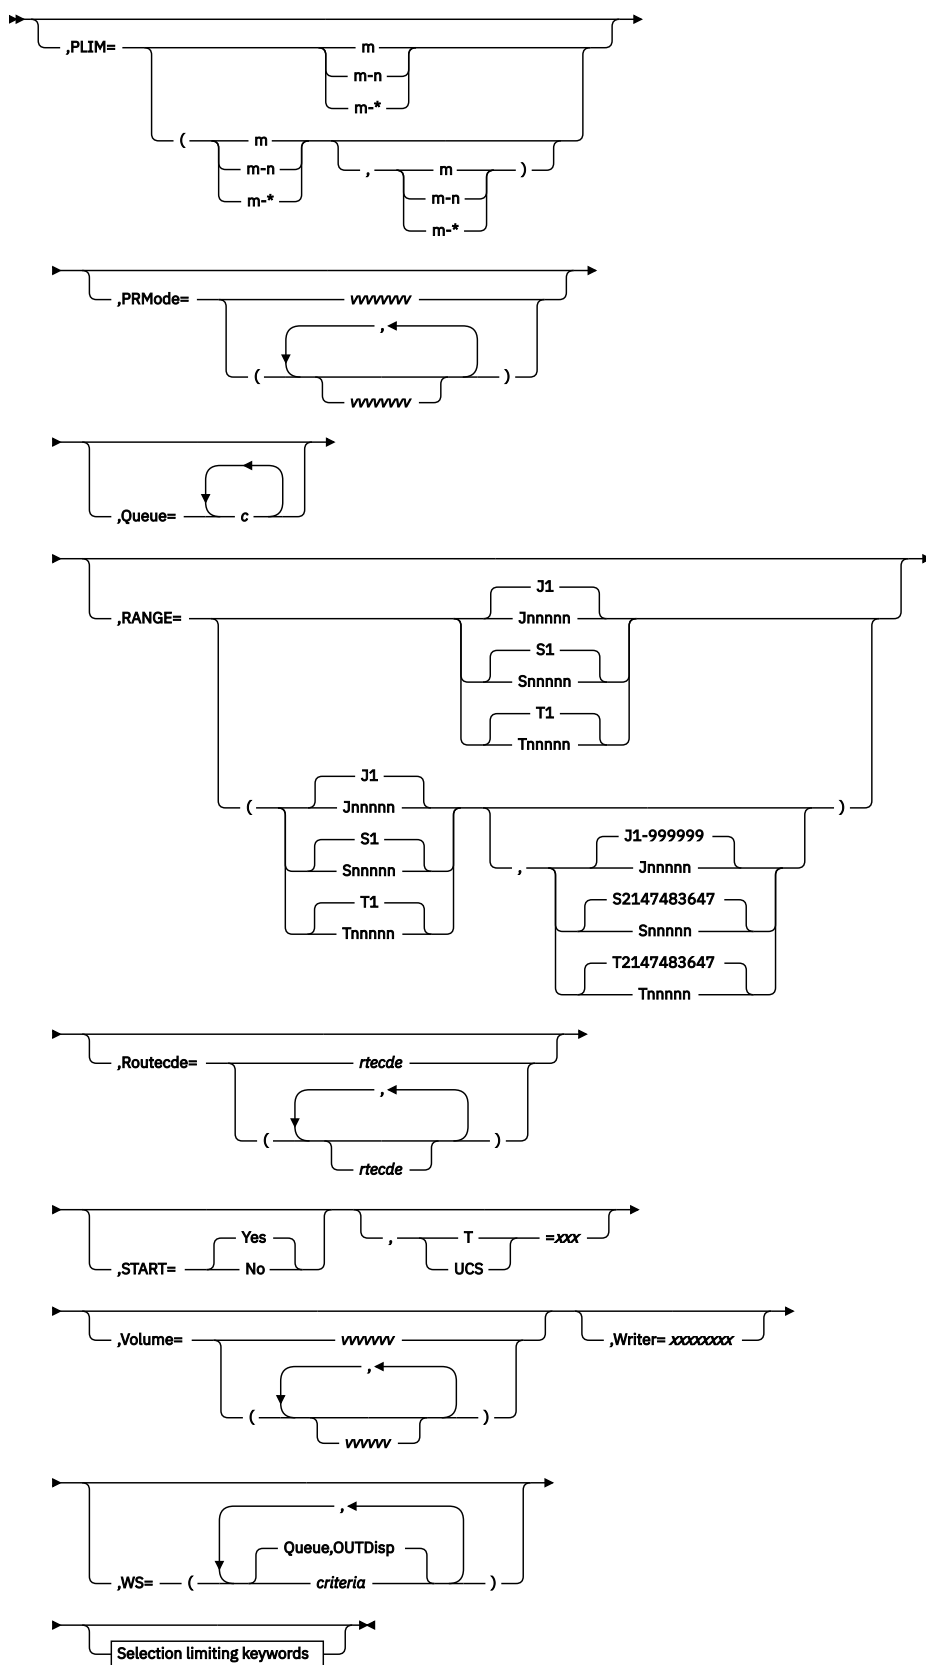 ,PLIM= m
m-n
m-*
( m
m-n
m-*
, m )
m-n
m-*
,PRMode= vvvvvvvv
,
( vvvvvvvv )
,Queue= c
,RANGE=
J1
Jnnnnn
S1
Snnnnn
T1
Tnnnnn
( J1
Jnnnnn
S1
Snnnnn
T1
Tnnnnn
, J1-999999
Jnnnnn
S2147483647
Snnnnn
T2147483647
Tnnnnn
)
,Routecde= rtecde
,
( rtecde )
,START= Yes
No
, T =xxx
UCS
,Volume= vvvvvvv
,
( vvvvvv )
,Writer= xxxxxxxx
,
Queue,OUTDisp
,WS= ( criteria )
Selection limiting keywords